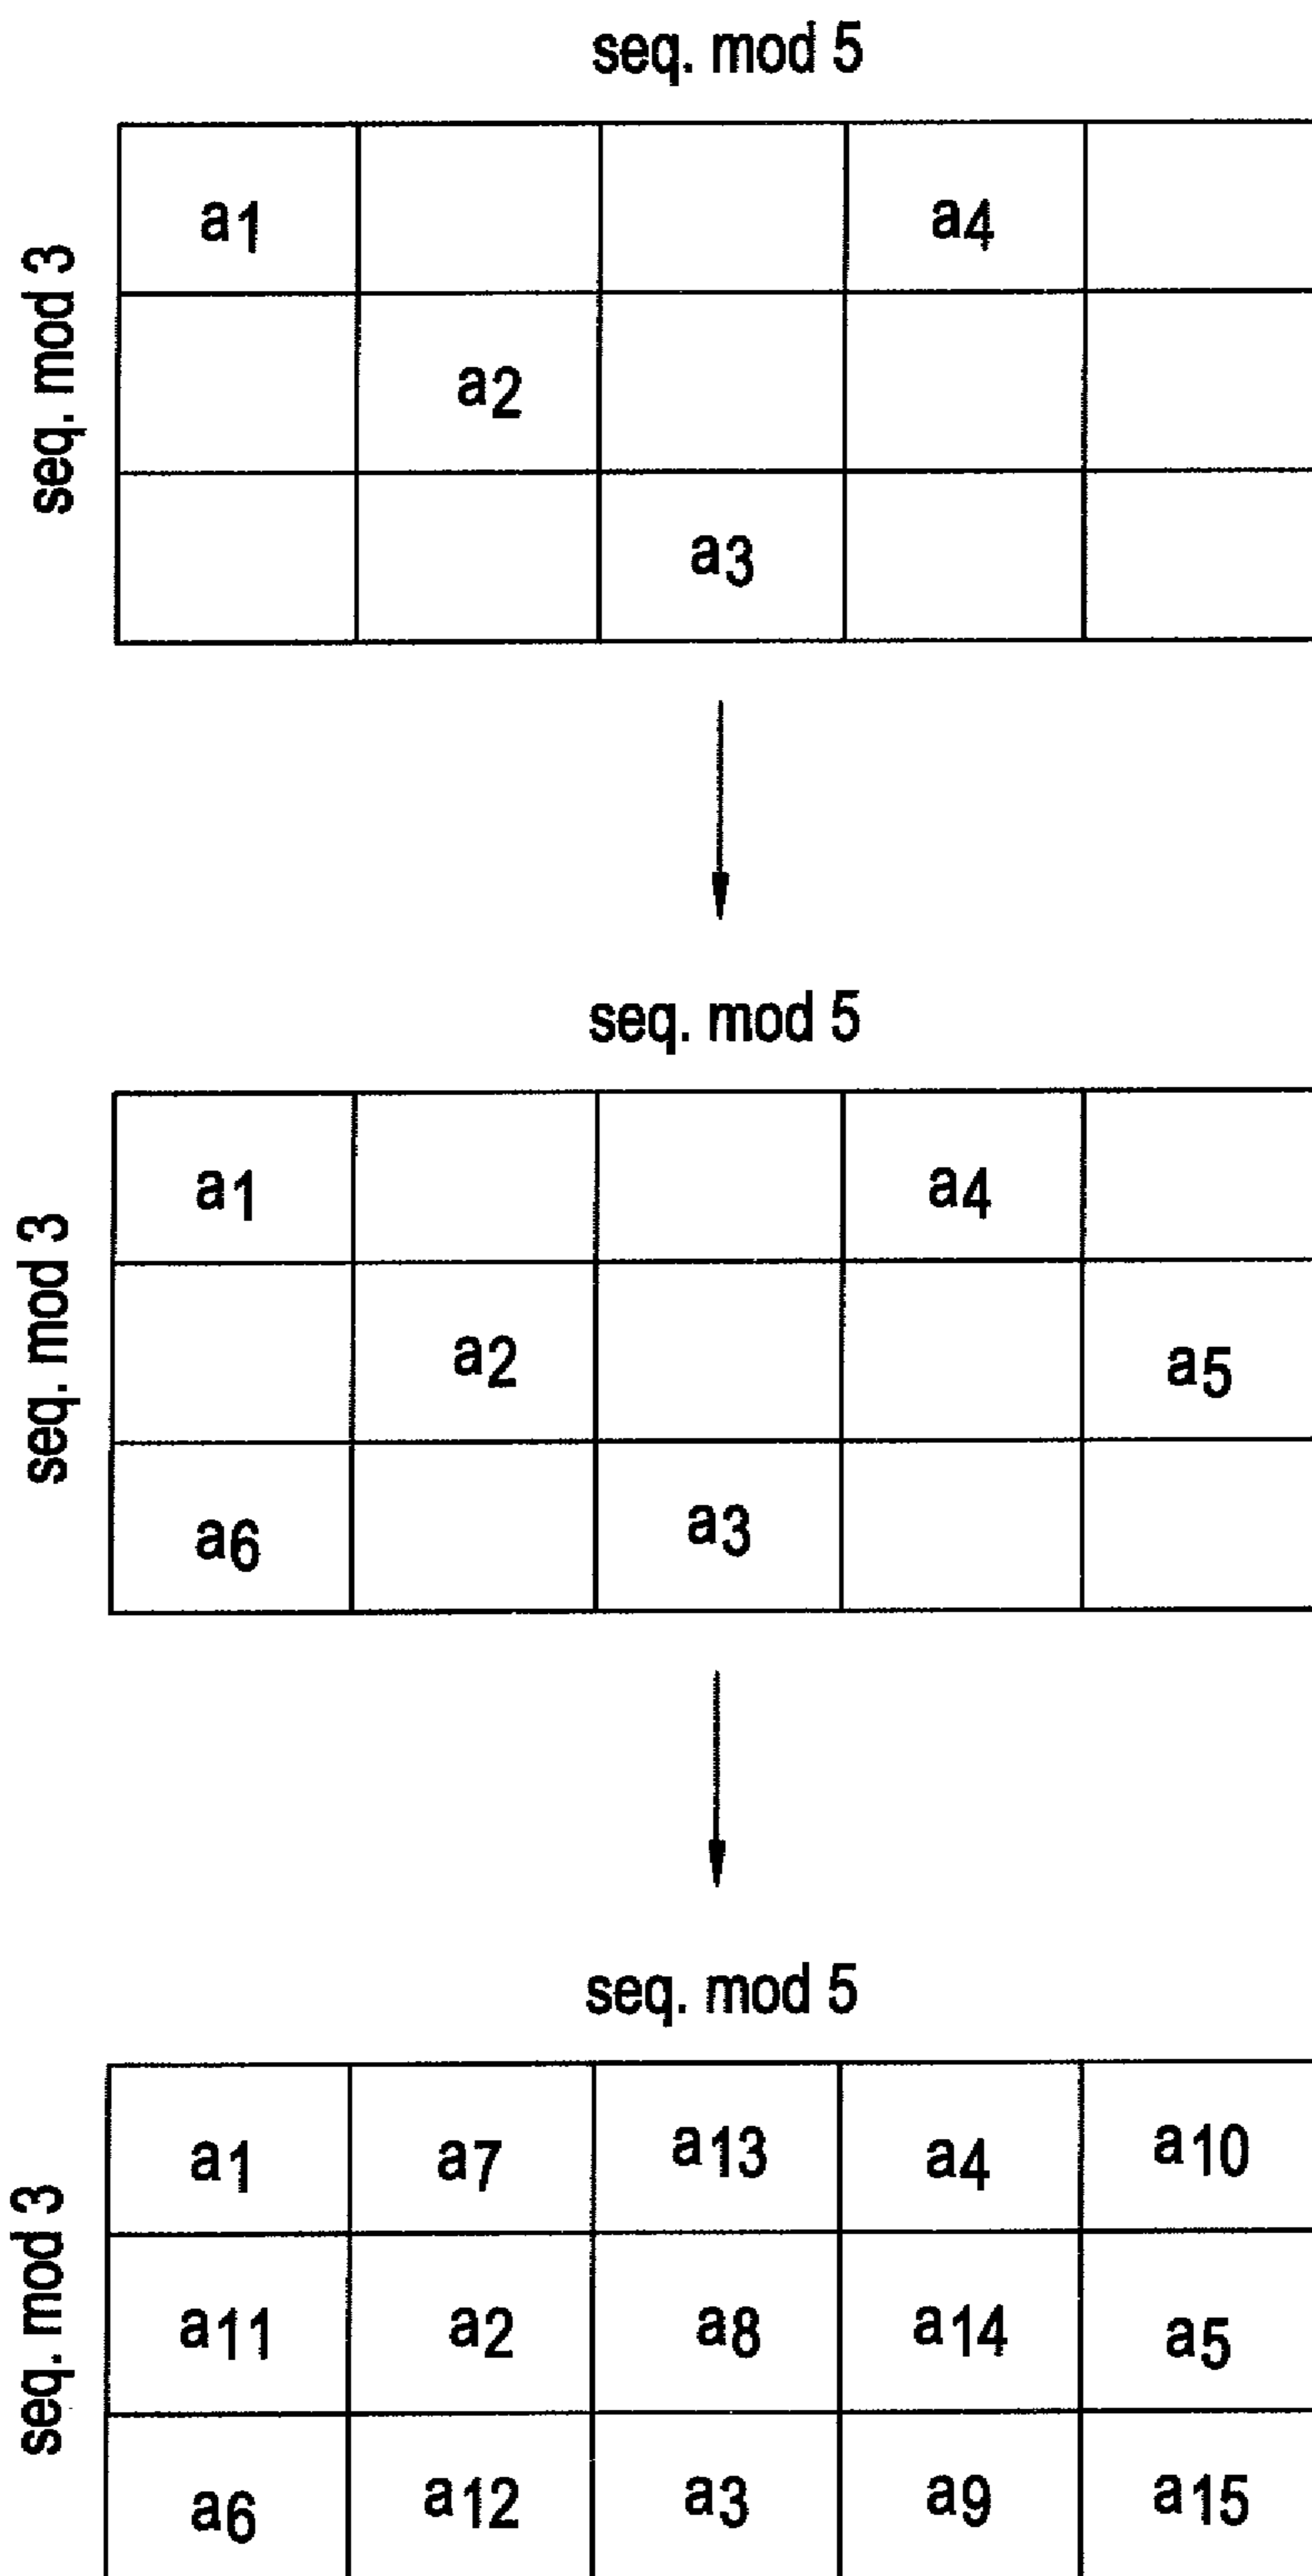 seq. mod 5
seq. mod 3
a1 a4
a2
a3
seq. mod 5
seq. mod 3
a1 a4
a2 a5
a6 a3
seq. mod 5
seq. mod 3
a1 a7 a13 a4 a10
a11 a2 a8 a14 a5
a6 a12 a3 a9 a15